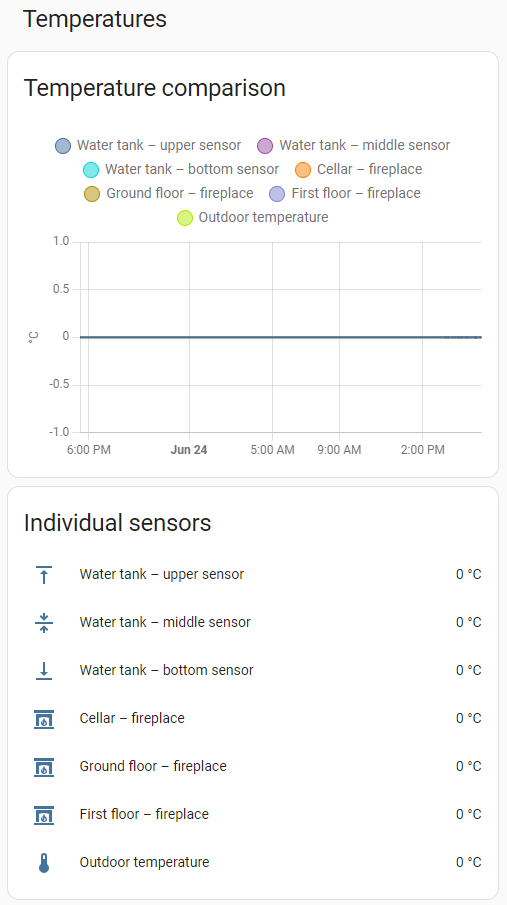 Temperatures
Temperature comparison
Water tank – upper sensor Water tank – middle sensor
Water tank – bottom sensor Cellar – fireplace
Ground floor – fireplace First floor – fireplace
Outdoor temperature
1.0
0.5
°C
0
-0.5
-1.0
6:00 PM Jun 24 5:00 AM 9:00 AM 2:00 PM
Individual sensors
Water tank – upper sensor 0 °C
Water tank – middle sensor 0 °C
Water tank – bottom sensor 0 °C
Cellar – fireplace 0 °C
Ground floor – fireplace 0 °C
First floor – fireplace 0 °C
Outdoor temperature 0 °C